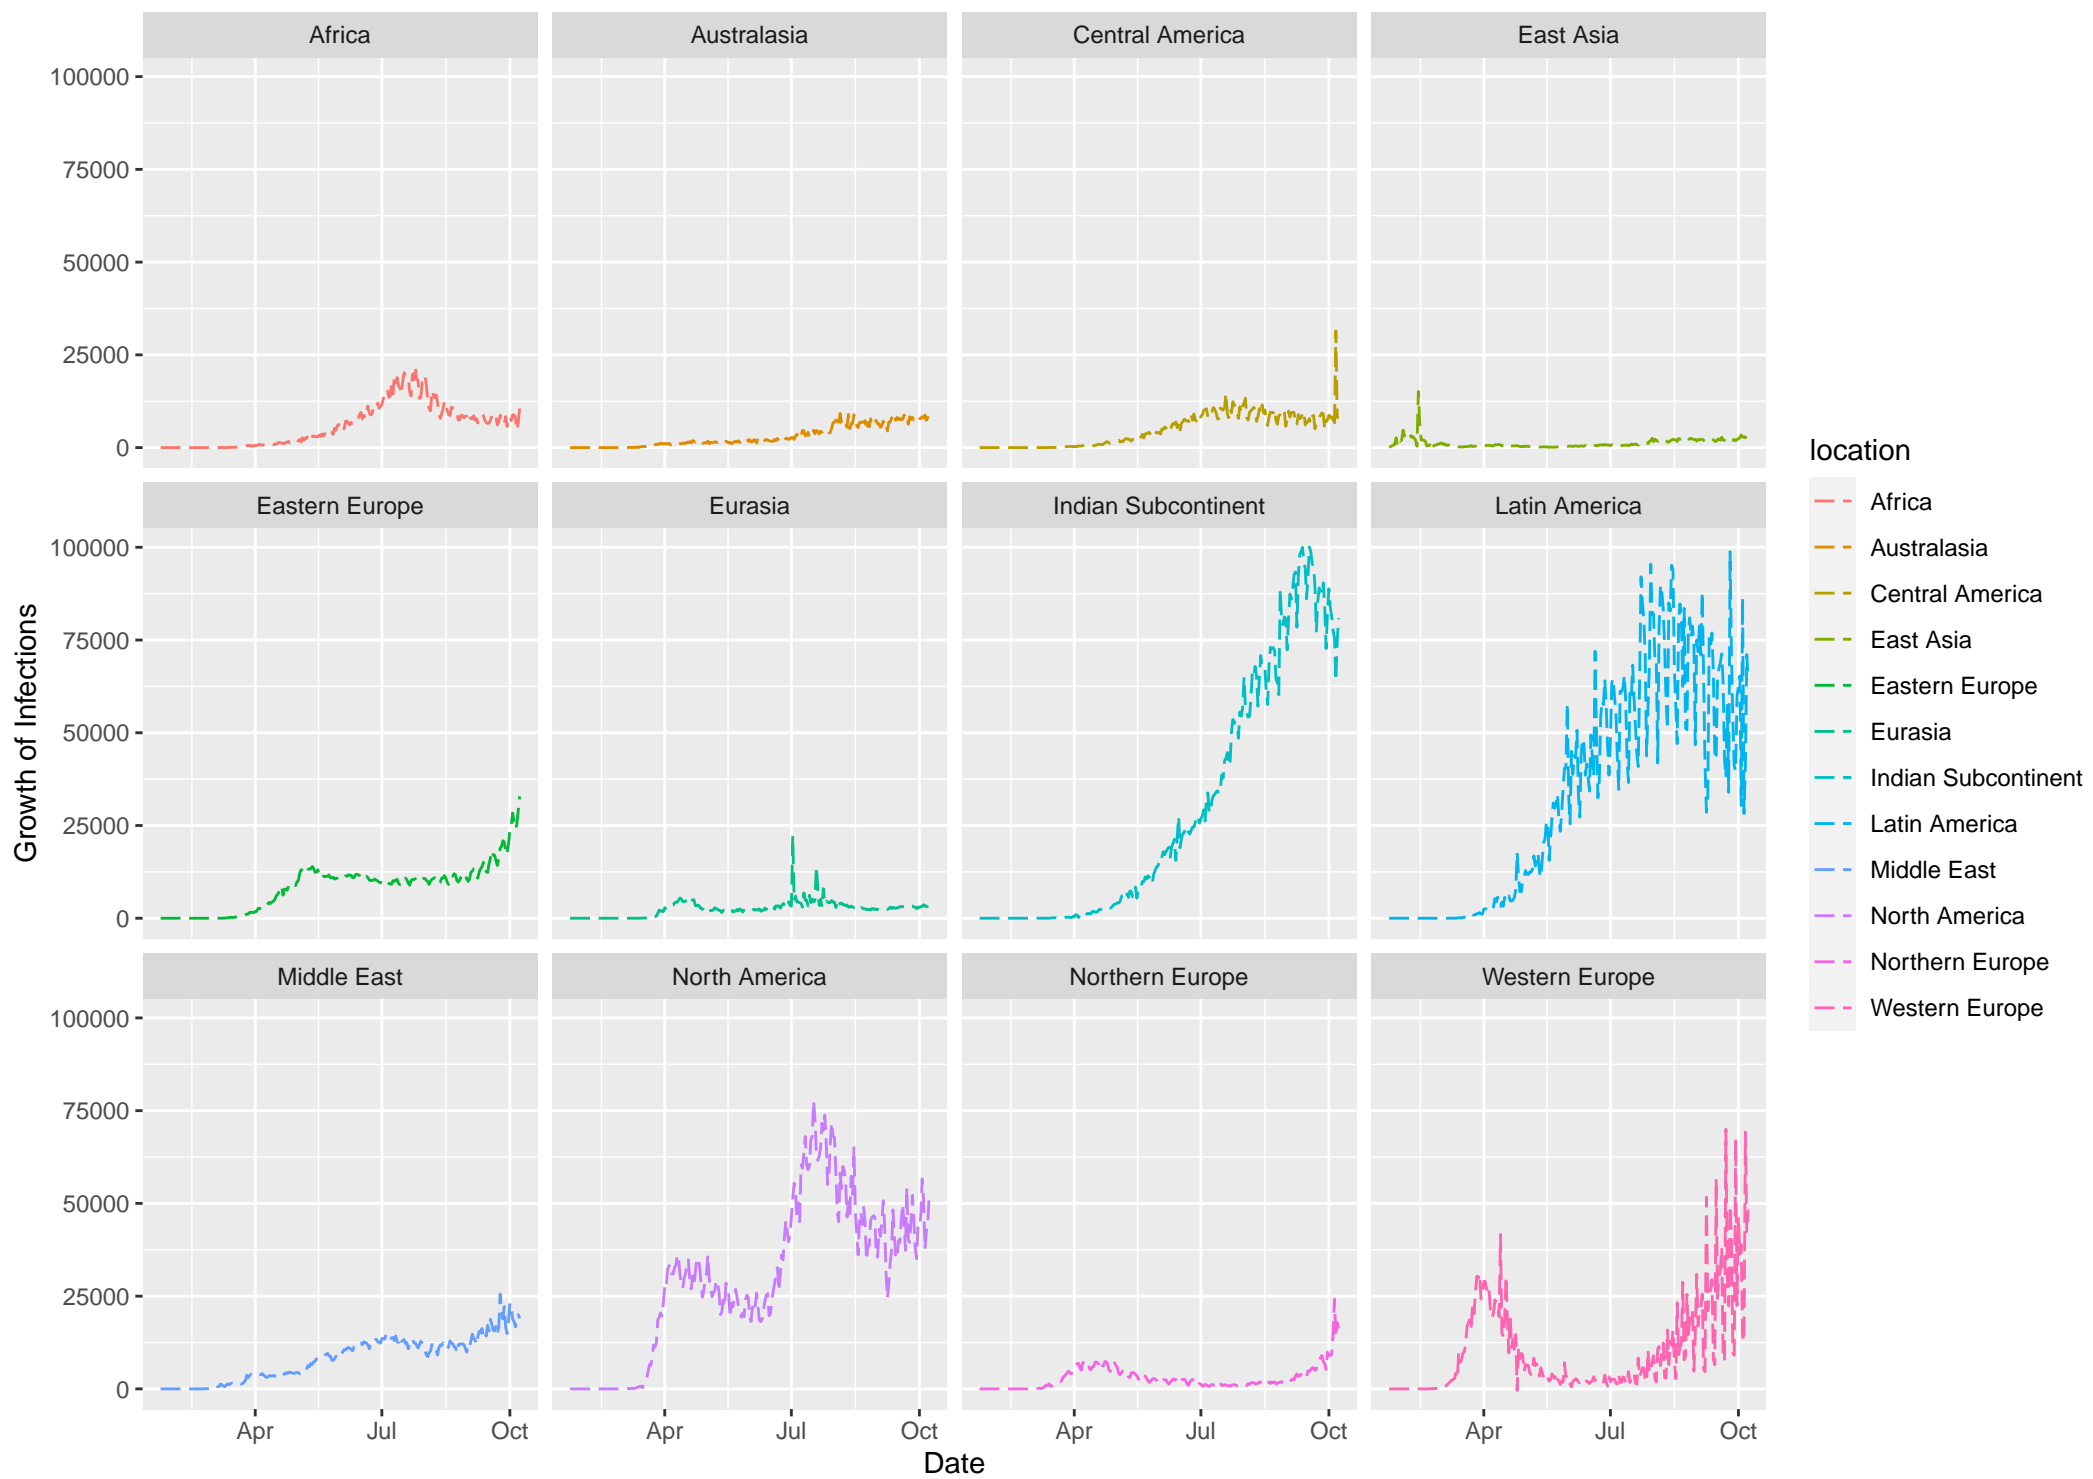 Africa
Australasia
Central America
East Asia
100000
75000
50000
25000
0
Eastern Europe
Eurasia
Indian Subcontinent
Latin America
100000
75000
50000
25000
0
Middle East
North America
Northern Europe
Western Europe
100000
75000
50000
25000
0
Apr Jul Oct
Apr Jul Oct
Apr Jul Oct
Apr Jul Oct
Date
Growth of Infections
location
Africa
Australasia
Central America
East Asia
Eastern Europe
Eurasia
Indian Subcontinent
Latin America
Middle East
North America
Northern Europe
Western Europe